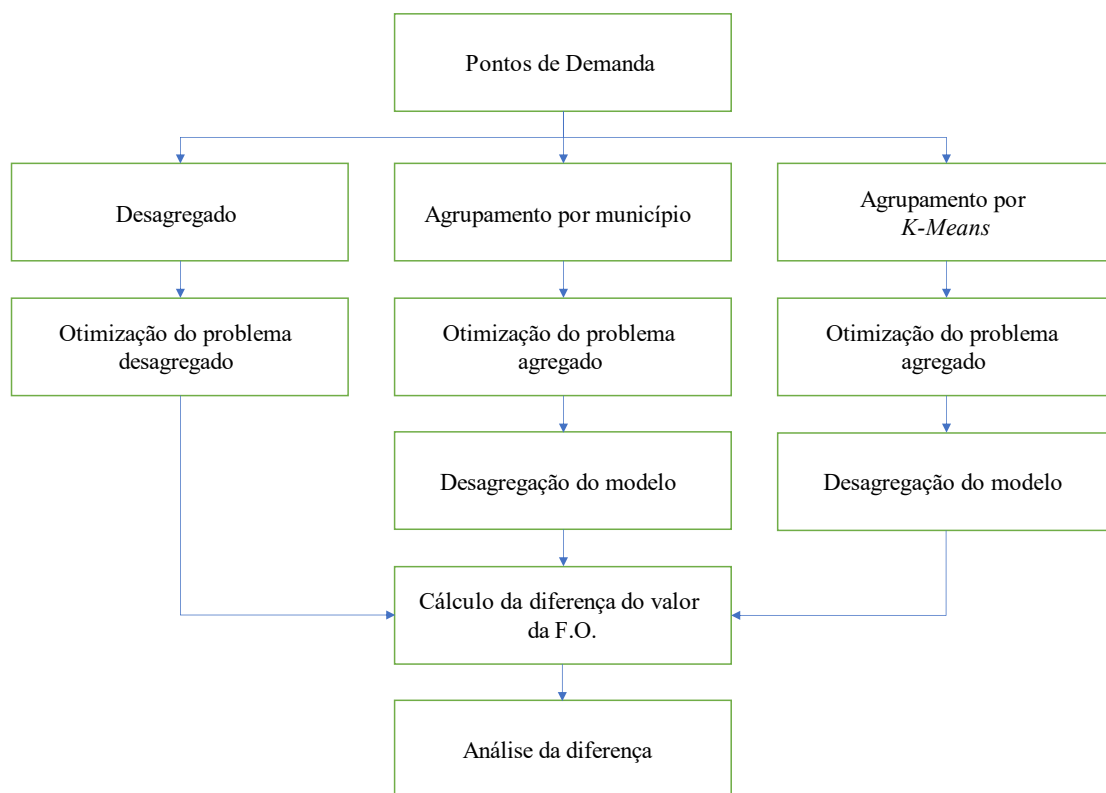 Pontos de Demanda
Desagregado
Agrupamento por município
Agrupamento por
K-Means
Otimização do problema
desagregado
Otimização do problema
agregado
Otimização do problema
agregado
Desagregação do modelo
Desagregação do modelo
Cálculo da diferença do valor
da F.O.
Análise da diferença